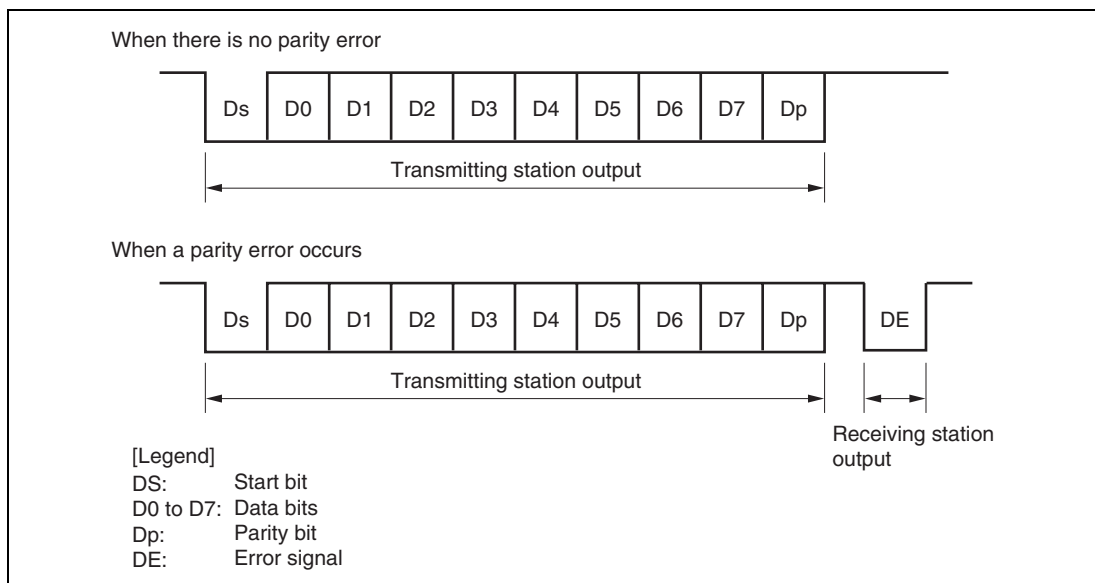 When there is no parity error
Ds D0 D1 D2 D3 D4 D5 D6 D7 Dp
Transmitting station output
When a parity error occurs
Ds D0 D1 D2 D3 D4 D5 D6 D7 Dp DE
Transmitting station output
Receiving station
output
[Legend]
DS: Start bit
D0 to D7: Data bits
Dp: Parity bit
DE: Error signal